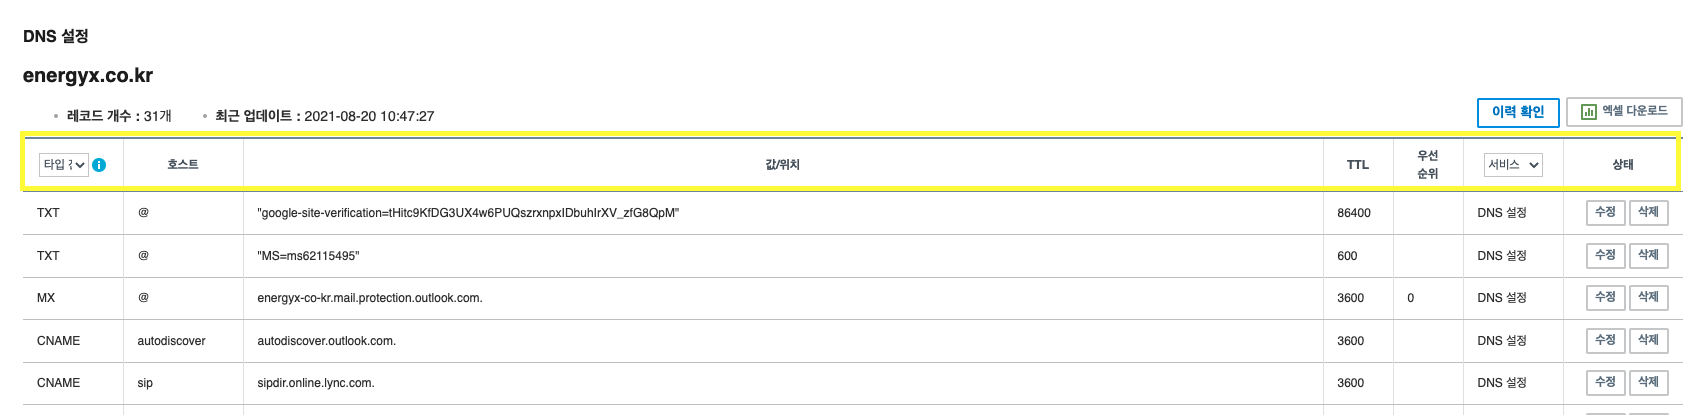 DNS 설정
energyx.co.kr
• 레코드 개수 : 31개 • 최근 업데이트 : 2021-08-20 10:47:27
이력 확인 엑셀 다운로드
타입 호스트 값/위치 TTL 우선 순위 서비스 상태
TXT @ "google-site-verification=tHitc9KfDG3UX4w6PUQszrxnpxIDbuhIrXV_zfG8QpM" 86400 DNS 설정 수정 삭제
TXT @ "MS=ms62115495" 600 DNS 설정 수정 삭제
MX @ energyx-co-kr.mail.protection.outlook.com. 3600 0 DNS 설정 수정 삭제
CNAME autodiscover autodiscover.outlook.com. 3600 DNS 설정 수정 삭제
CNAME sip sipdir.online.lync.com. 3600 DNS 설정 수정 삭제